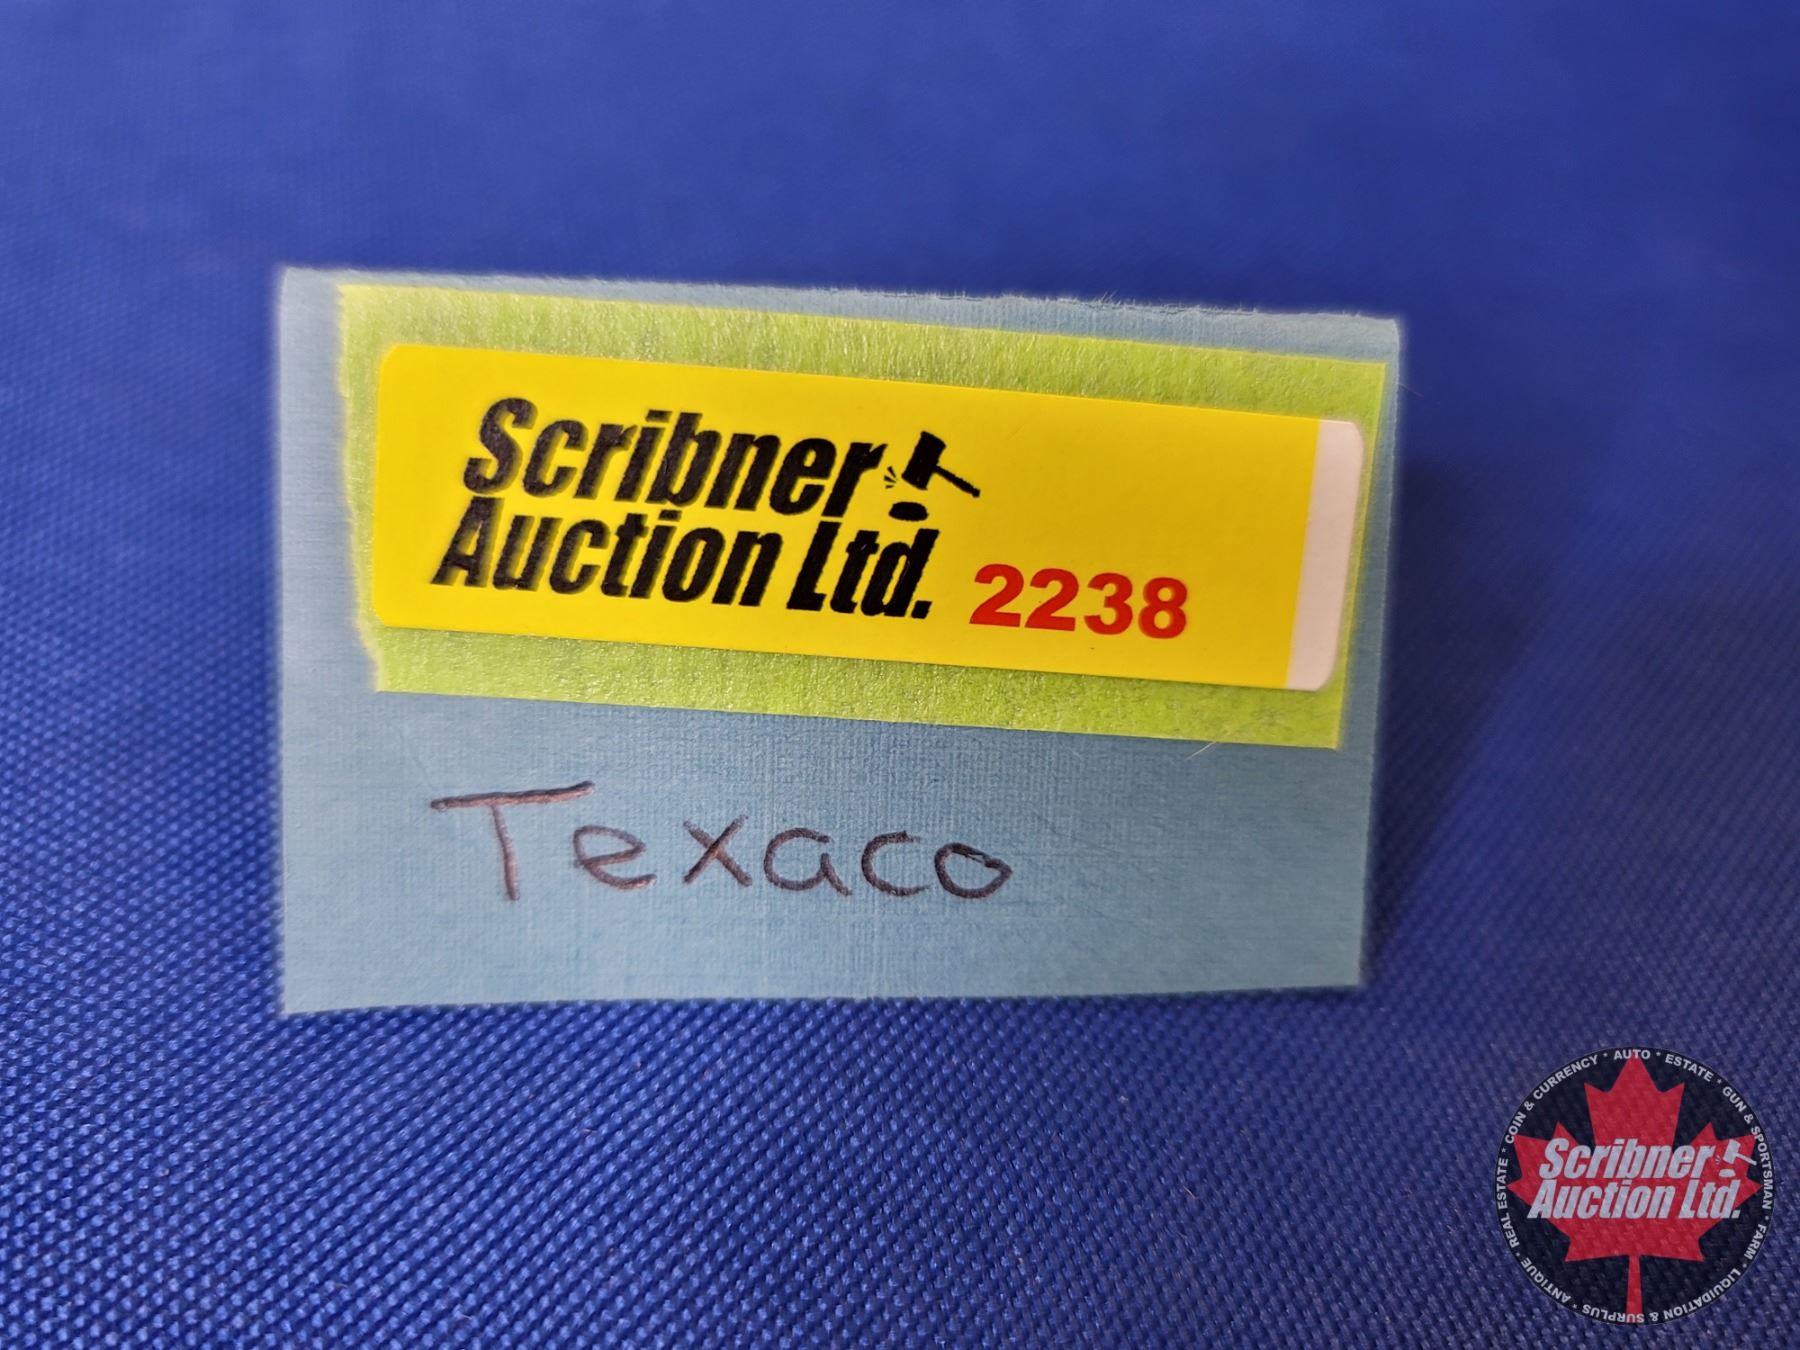 Scribner
Auction Ltd. 2238
Texaco
REAL ESTATE * COIN & CURRENCY * AUTO * ESTATE * GUN & SPORTSMAN * FARM * LIQUIDATION & SURPLUS * ANTIQUE *
Scribner
Auction Ltd.